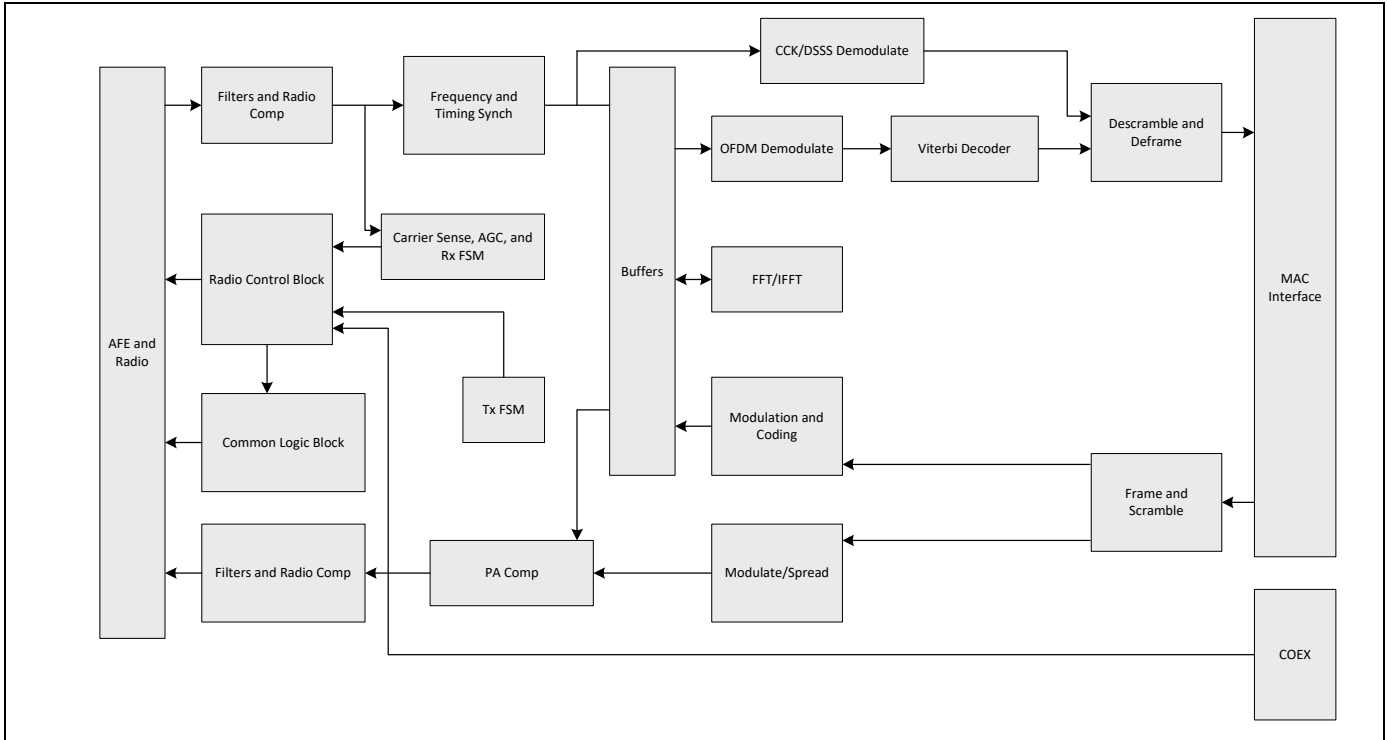 CCK/DSSS Demodulate
Filters and Radio
Comp
Frequency and
Timing Synch
Descramble and
Deframe
OFDM Demodulate
Viterbi Decoder
Carrier Sense, AGC, and
Rx FSM
Radio Control Block
Buffers
FFT/IFFT
MAC
Interface
AFE and
Radio
Tx FSM
Modulation and
Coding
Common Logic Block
Frame and
Scramble
Filters and Radio Comp
PA Comp
Modulate/Spread
COEX